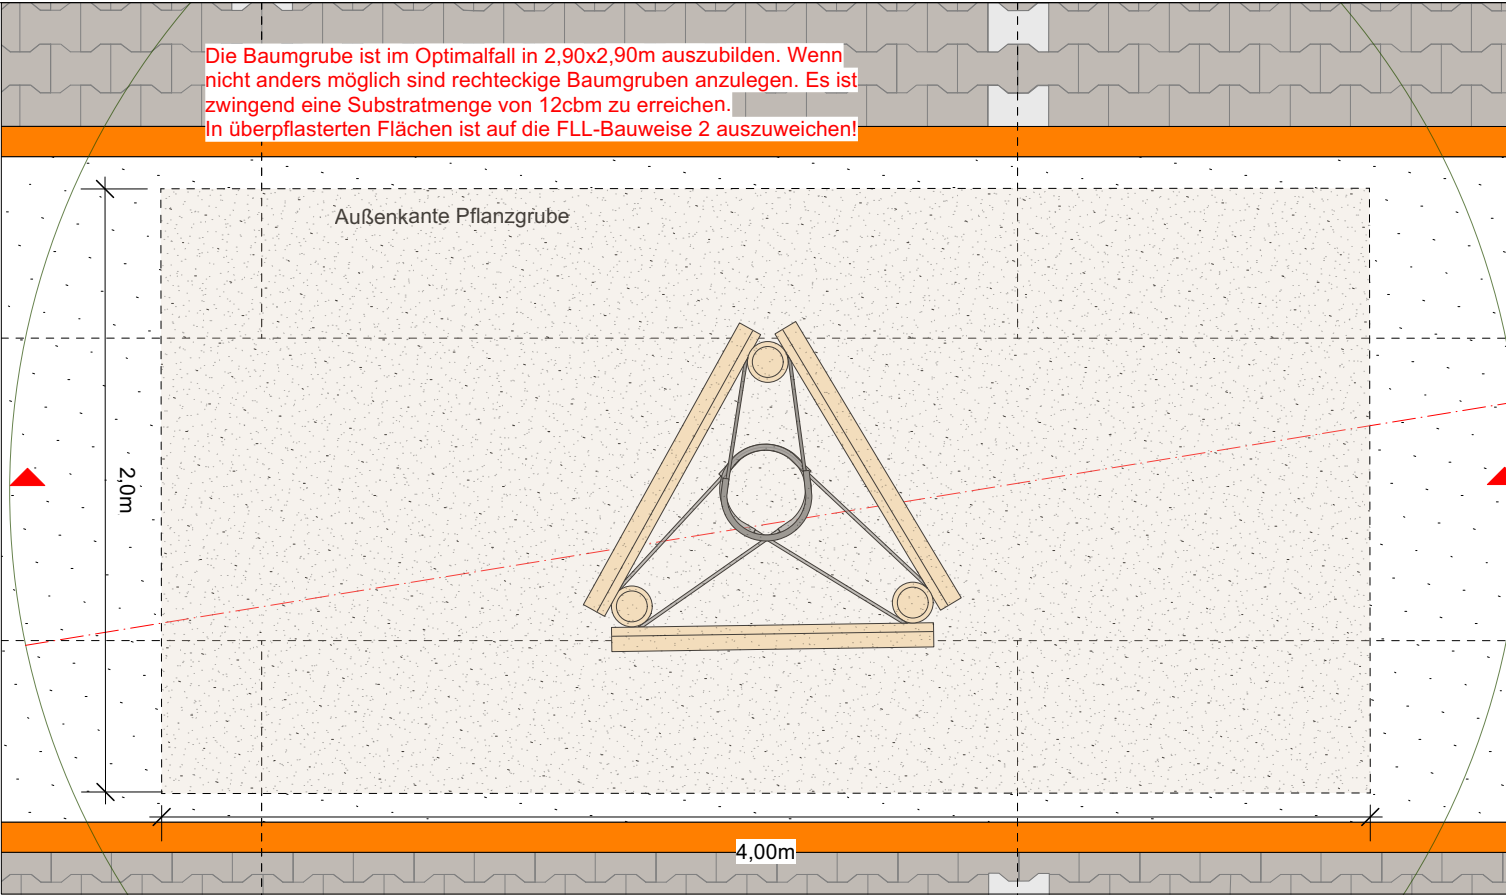 Die Baumgrube ist im Optimalfall in 2,90x2,90m auszubilden. Wenn
nicht anders möglich sind rechteckige Baumgruben anzulegen. Es ist
zwingend eine Substratmenge von 12cbm zu erreichen.
In überpflasterten Flächen ist auf die FLL-Bauweise 2 auszuweichen!
Außenkante Pflanzgrube
2,0m
4,00m